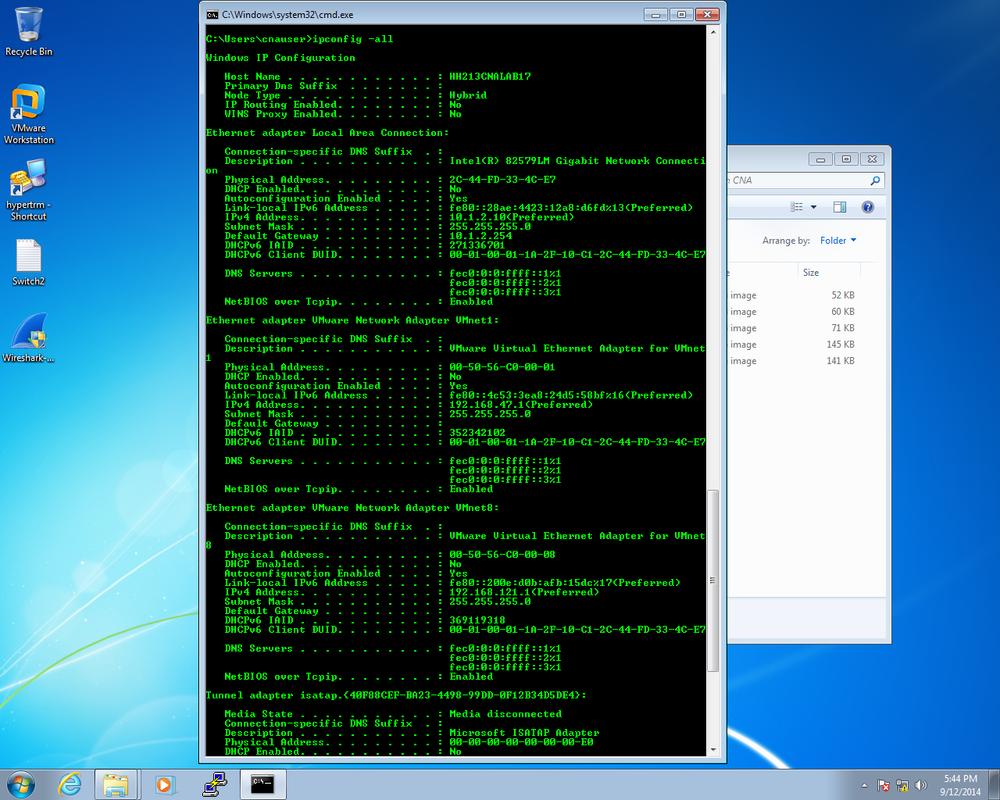 Recycle Bin
VMware
Workstation
hypertrm -
Shortcut
Switch2
Wireshark-...
C:\Windows\system32\cmd.exe
C:\Users\cnauser>ipconfig -all
Windows IP Configuration
Host Name . . . . . . . . . . . . : HH213CNALAB17
Primary Dns Suffix . . . . . . . :
Node Type . . . . . . . . . . . . : Hybrid
IP Routing Enabled. . . . . . . . : No
WINS Proxy Enabled. . . . . . . . : No
Ethernet adapter Local Area Connection:
Connection-specific DNS Suffix . :
Description . . . . . . . . . . . : Intel(R) 82579LM Gigabit Network Connecti
on
Physical Address. . . . . . . . . : 2C-44-FD-33-4C-E7
DHCP Enabled. . . . . . . . . . . : No
Autoconfiguration Enabled . . . . : Yes
Link-local IPv6 Address . . . . . : fe80::28ae:4423:12a8:d6fd%13(Preferred)
IPv4 Address. . . . . . . . . . . : 10.1.2.10(Preferred)
Subnet Mask . . . . . . . . . . . : 255.255.255.0
Default Gateway . . . . . . . . . : 10.1.2.254
DHCPv6 IAID . . . . . . . . . . . : 271336701
DHCPv6 Client DUID. . . . . . . . : 00-01-00-01-1A-2F-10-C1-2C-44-FD-33-4C-E7
DNS Servers . . . . . . . . . . . : fec0:0:0:ffff::1%1
fec0:0:0:ffff::2%1
fec0:0:0:ffff::3%1
NetBIOS over Tcpip. . . . . . . . : Enabled
Ethernet adapter VMware Network Adapter VMnet1:
Connection-specific DNS Suffix . :
Description . . . . . . . . . . . : VMware Virtual Ethernet Adapter for VMnet
1
Physical Address. . . . . . . . . : 00-50-56-C0-00-01
DHCP Enabled. . . . . . . . . . . : No
Autoconfiguration Enabled . . . . : Yes
Link-local IPv6 Address . . . . . : fe80::4c53:3ea8:24d5:58bf%16(Preferred)
IPv4 Address. . . . . . . . . . . : 192.168.47.1(Preferred)
Subnet Mask . . . . . . . . . . . : 255.255.255.0
Default Gateway . . . . . . . . . :
DHCPv6 IAID . . . . . . . . . . . : 352342102
DHCPv6 Client DUID. . . . . . . . : 00-01-00-01-1A-2F-10-C1-2C-44-FD-33-4C-E7
DNS Servers . . . . . . . . . . . : fec0:0:0:ffff::1%1
fec0:0:0:ffff::2%1
fec0:0:0:ffff::3%1
NetBIOS over Tcpip. . . . . . . . : Enabled
Ethernet adapter VMware Network Adapter VMnet8:
Connection-specific DNS Suffix . :
Description . . . . . . . . . . . : VMware Virtual Ethernet Adapter for VMnet
8
Physical Address. . . . . . . . . : 00-50-56-C0-00-08
DHCP Enabled. . . . . . . . . . . : No
Autoconfiguration Enabled . . . . : Yes
Link-local IPv6 Address . . . . . : fe80::200e:d0b:afb:15dc%17(Preferred)
IPv4 Address. . . . . . . . . . . : 192.168.121.1(Preferred)
Subnet Mask . . . . . . . . . . . : 255.255.255.0
Default Gateway . . . . . . . . . :
DHCPv6 IAID . . . . . . . . . . . : 369119318
DHCPv6 Client DUID. . . . . . . . : 00-01-00-01-1A-2F-10-C1-2C-44-FD-33-4C-E7
DNS Servers . . . . . . . . . . . : fec0:0:0:ffff::1%1
fec0:0:0:ffff::2%1
fec0:0:0:ffff::3%1
NetBIOS over Tcpip. . . . . . . . : Enabled
Tunnel adapter isatap.{40F88CEF-BA23-4498-99DD-0F12B34D5DE4}:
Media State . . . . . . . . . . . : Media disconnected
Connection-specific DNS Suffix . :
Description . . . . . . . . . . . : Microsoft ISATAP Adapter
Physical Address. . . . . . . . . : 00-00-00-00-00-00-00-E0
DHCP Enabled. . . . . . . . . . . : No
CNA
Arrange by: Folder
Size
image 52 KB
image 60 KB
image 71 KB
image 145 KB
image 141 KB
5:44 PM
9/12/2014